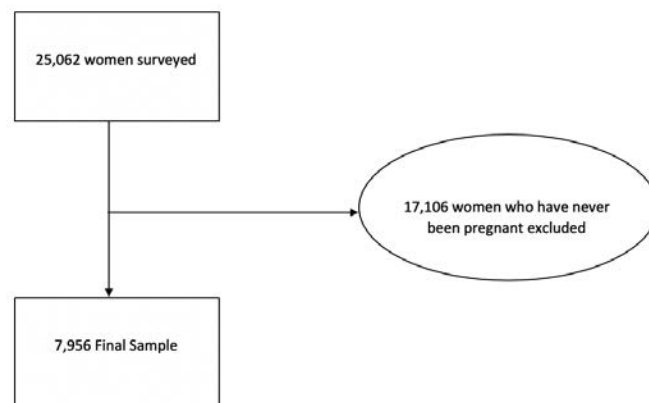 25,062 women surveyed
17,106 women who have never
been pregnant excluded
7,956 Final Sample